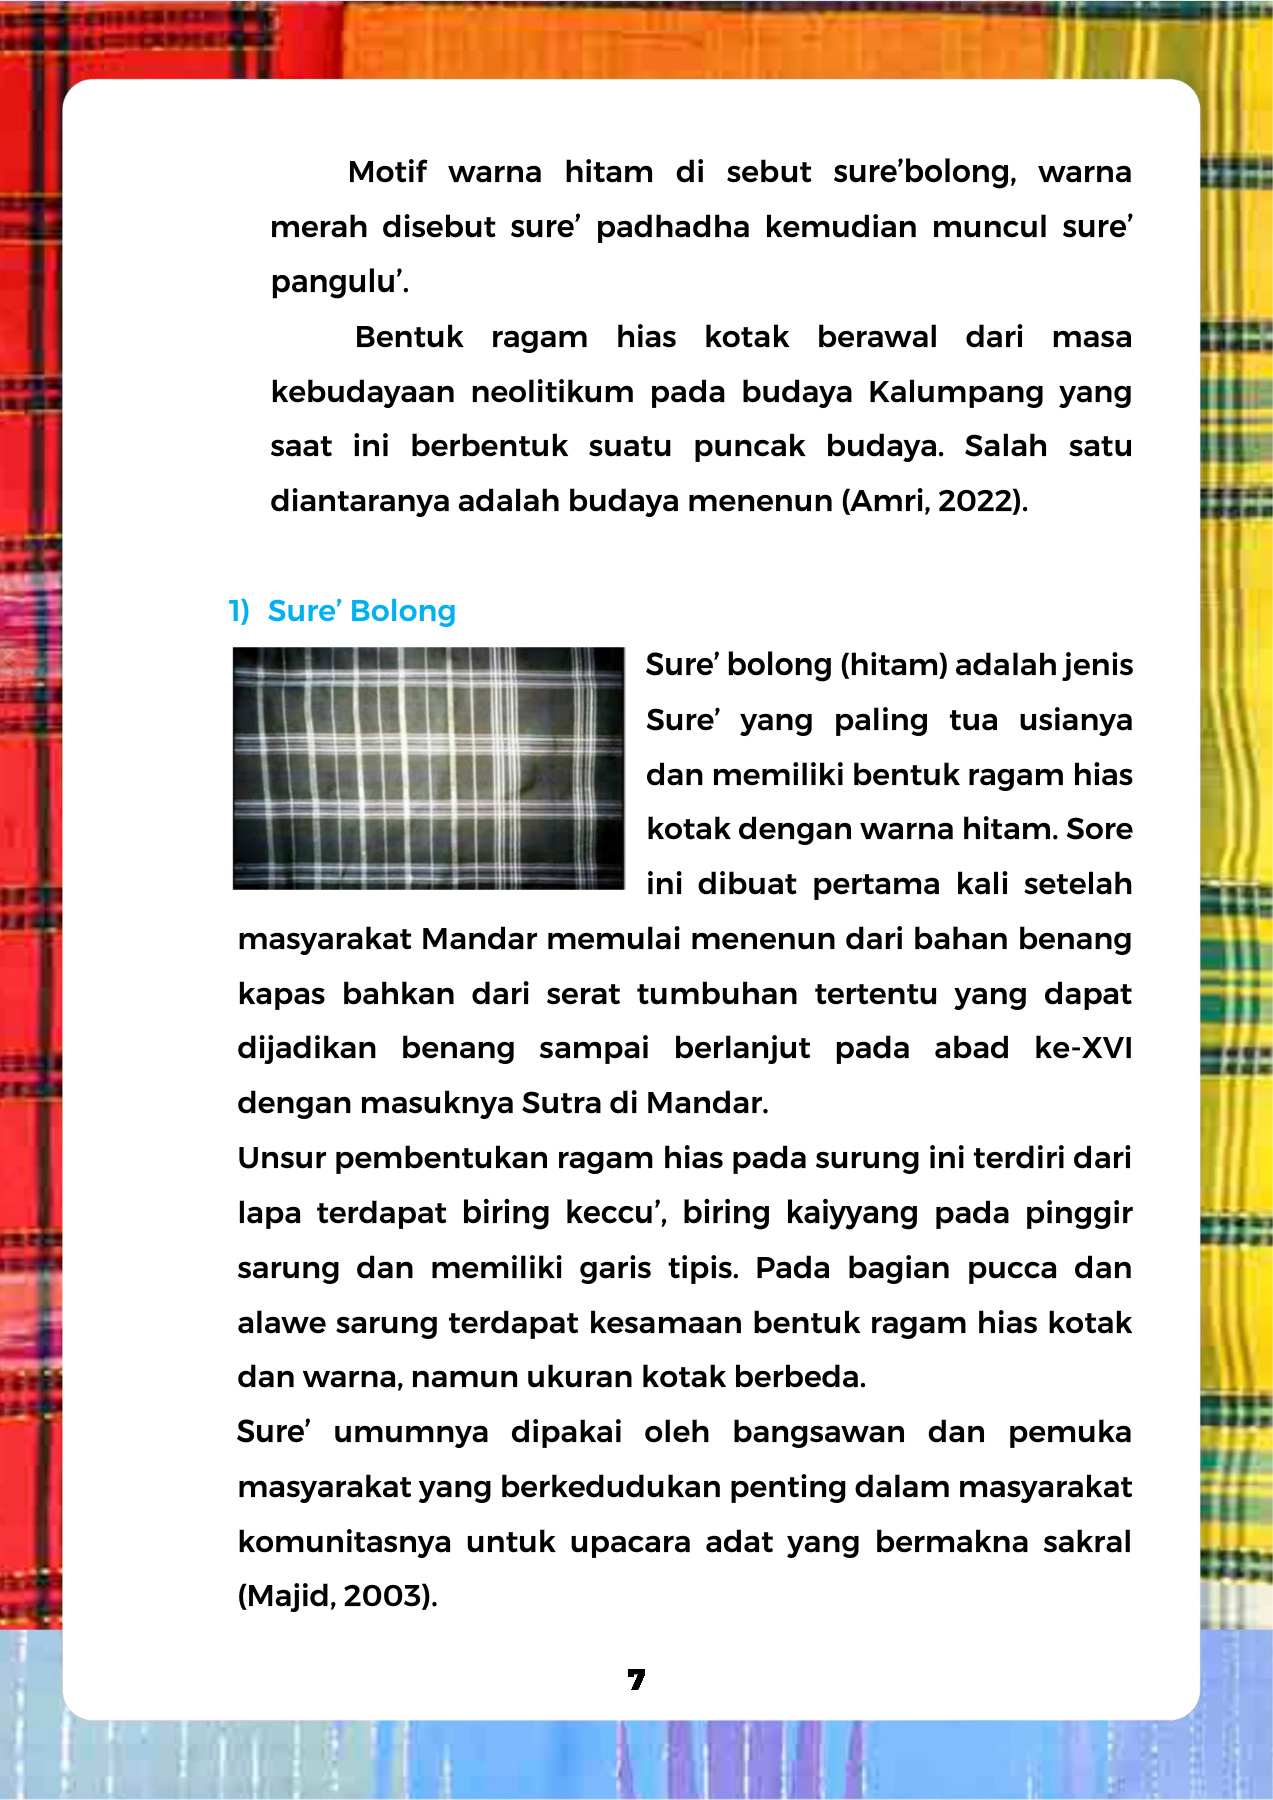 Motif warna hitam di sebut sure’bolong, warna
merah disebut sure’ padhadha kemudian muncul sure’
pangulu’.
Bentuk ragam hias kotak berawal dari masa
kebudayaan neolitikum pada budaya Kalumpang yang
saat ini berbentuk suatu puncak budaya. Salah satu
diantaranya adalah budaya menenun (Amri, 2022).
1) Sure’ Bolong
Sure’ bolong (hitam) adalah jenis
Sure’ yang paling tua usianya
dan memiliki bentuk ragam hias
kotak dengan warna hitam. Sore
ini dibuat pertama kali setelah
masyarakat Mandar memulai menenun dari bahan benang
kapas bahkan dari serat tumbuhan tertentu yang dapat
dijadikan benang sampai berlanjut pada abad ke-XVI
dengan masuknya Sutra di Mandar.
Unsur pembentukan ragam hias pada surung ini terdiri dari
lapa terdapat biring keccu’, biring kaiyyang pada pinggir
sarung dan memiliki garis tipis. Pada bagian pucca dan
alawe sarung terdapat kesamaan bentuk ragam hias kotak
dan warna, namun ukuran kotak berbeda.
Sure’ umumnya dipakai oleh bangsawan dan pemuka
masyarakat yang berkedudukan penting dalam masyarakat
komunitasnya untuk upacara adat yang bermakna sakral
(Majid, 2003).
7